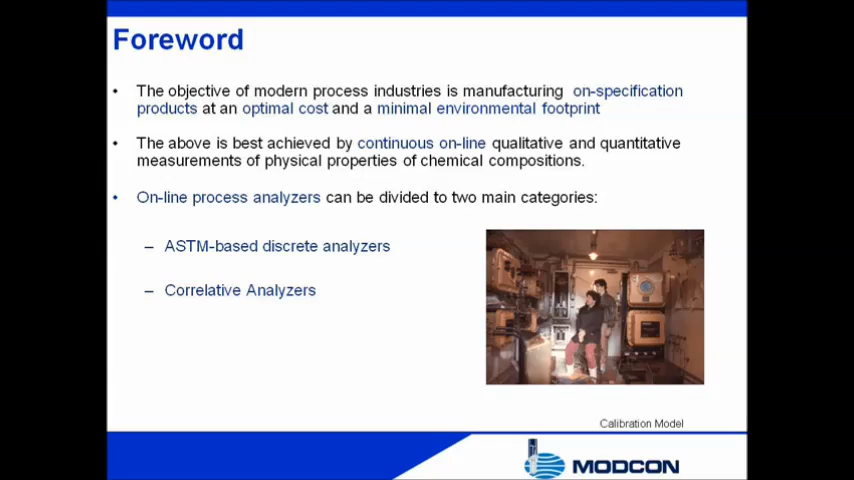 Foreword
• The objective of modern process industries is manufacturing on-specification
products at an optimal cost and a minimal environmental footprint
• The above is best achieved by continuous on-line qualitative and quantitative
measurements of physical properties of chemical compositions.
• On-line process analyzers can be divided to two main categories:
– ASTM-based discrete analyzers
– Correlative Analyzers
Calibration Model
MODCON